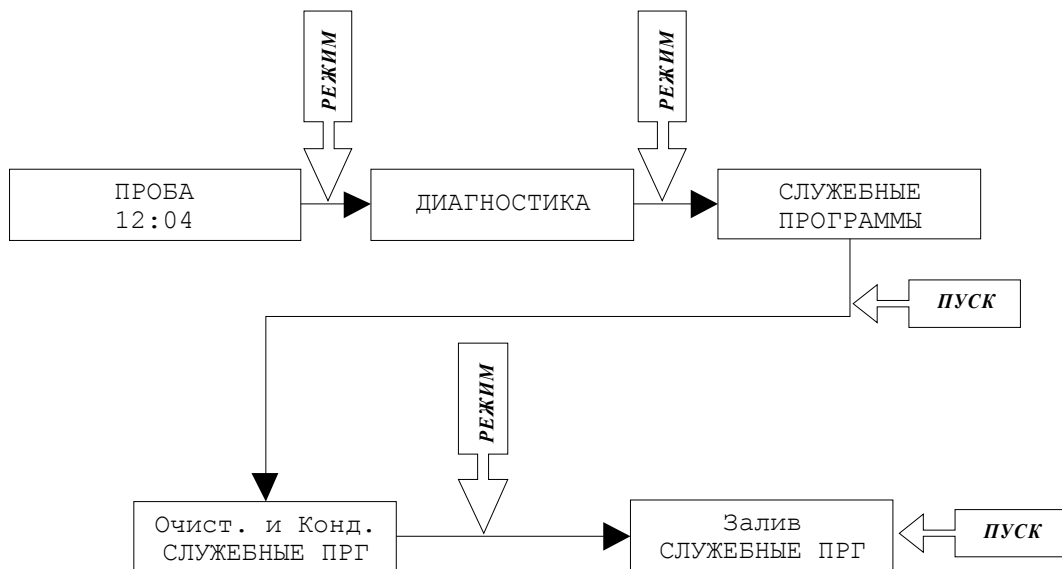 РЕЖИМ
РЕЖИМ
ПРОБА
12:04
ДИАГНОСТИКА
СЛУЖЕБНЫЕ
ПРОГРАММЫ
ПУСК
РЕЖИМ
Очист. и Конд.
СЛУЖЕБНЫЕ ПРГ
Залив
СЛУЖЕБНЫЕ ПРГ
ПУСК